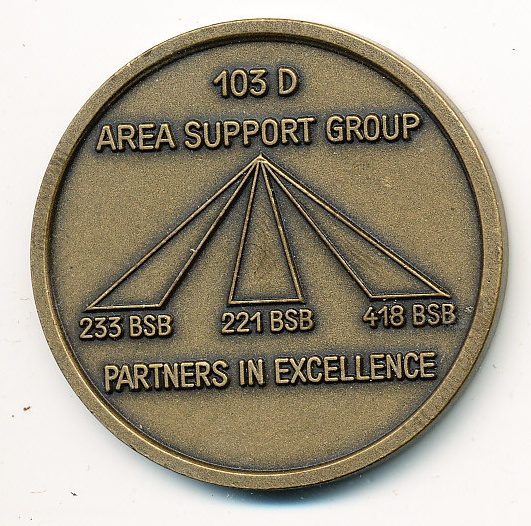 103 D
AREA SUPPORT GROUP
233 BSB 221 BSB 418 BSB
PARTNERS IN EXCELLENCE